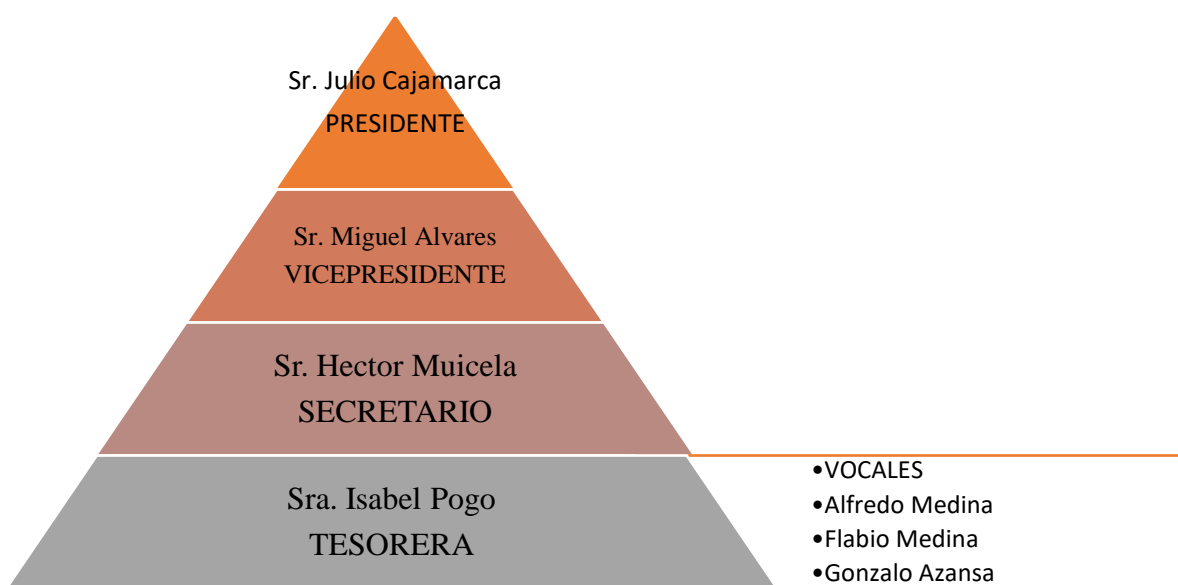 Sr. Julio Cajamarca
PRESIDENTE
Sr. Miguel Alvares
VICEPRESIDENTE
Sr. Hector Muicela
SECRETARIO
Sra. Isabel Pogo
TESORERA
•VOCALES
•Alfredo Medina
•Flabio Medina
•Gonzalo Azansa